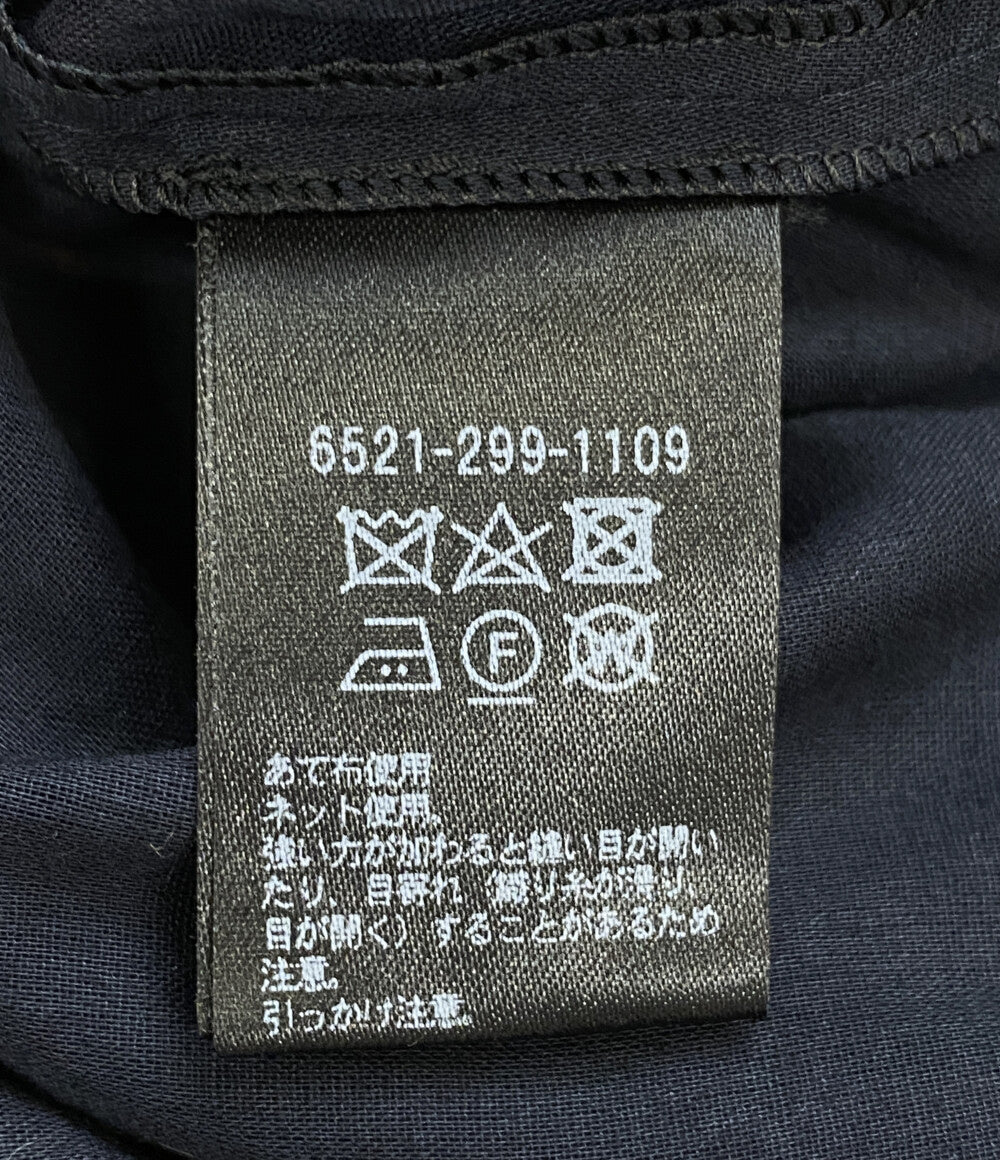 6521-299-1109
F
W
あて布使用
ネット使用。
強い力が加わると縫い目が開い
たり、目寄れ（織り糸が滑り、
目が開く）することがあるため
注意。
引っかけ注意。